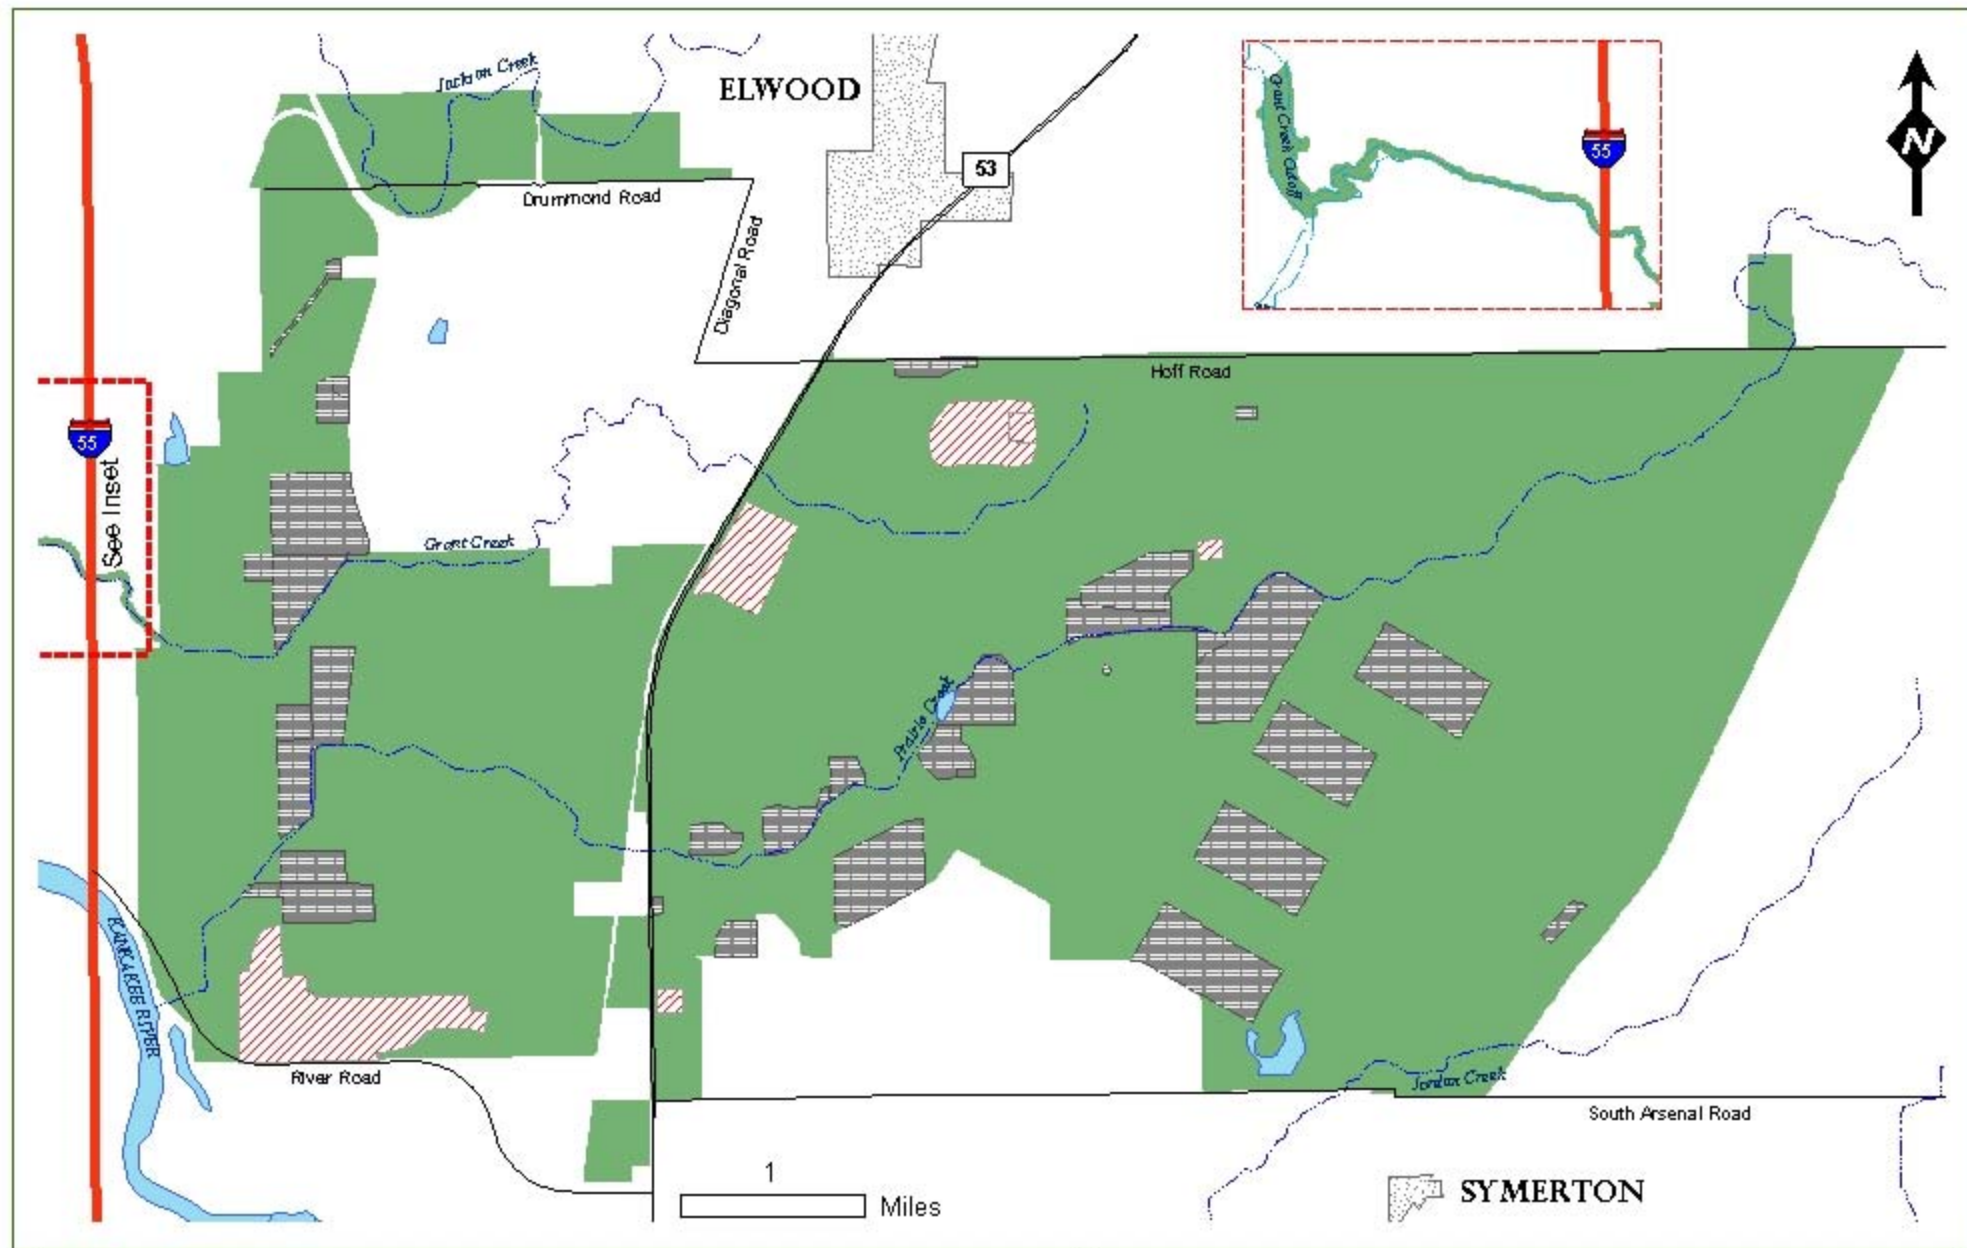 Jackson Creek
ELWOOD
53
Drummond Road
Diagonal Road
Grant Creek Cutoff
55
N
Hoff Road
55
See Inset
Grant Creek
Prairie Creek
KANKAKEE RIVER
River Road
Jordan Creek
South Arsenal Road
1
Miles
SYMERTON